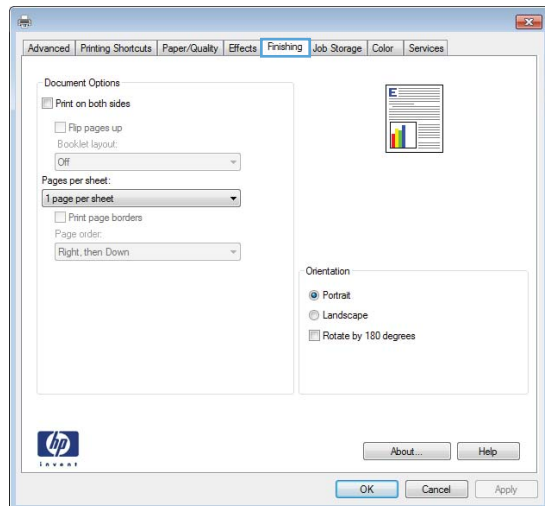 Advanced Printing Shortcuts Paper/Quality Effects Finishing Job Storage Color Services
Document Options
Print on both sides
Flip pages up
Booklet layout:
Off
Pages per sheet:
1 page per sheet
Print page borders
Page order:
Right, then Down
E
Orientation
Portrait
Landscape
Rotate by 180 degrees
hp
invent
About... Help
OK Cancel Apply